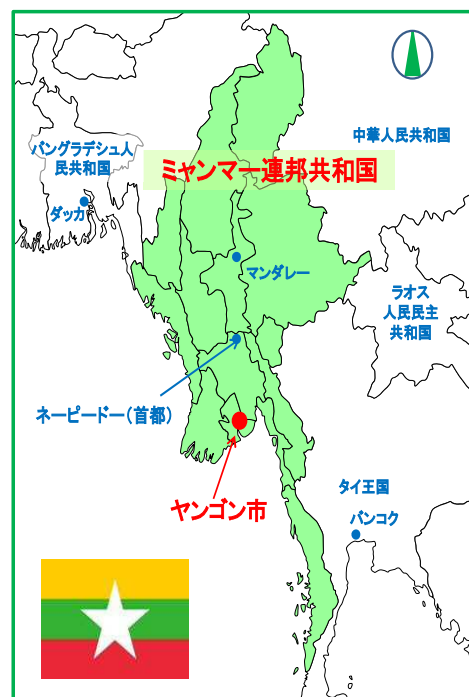 中華人民共和国
バングラデシュ人
民共和国
ミャンマー連邦共和国
ダッカ
マンダレー
ラオス
人民民主
共和国
ネーピードー(首都)
ヤンゴン市
タイ王国
バンコク